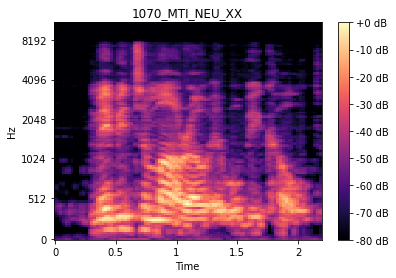 1070_MTI_NEU_XX
8192
4096
2048
1024
512
0
Hz
0
0.5
1
1.5
2
Time
+0 dB
-10 dB
-20 dB
-30 dB
-40 dB
-50 dB
-60 dB
-70 dB
-80 dB